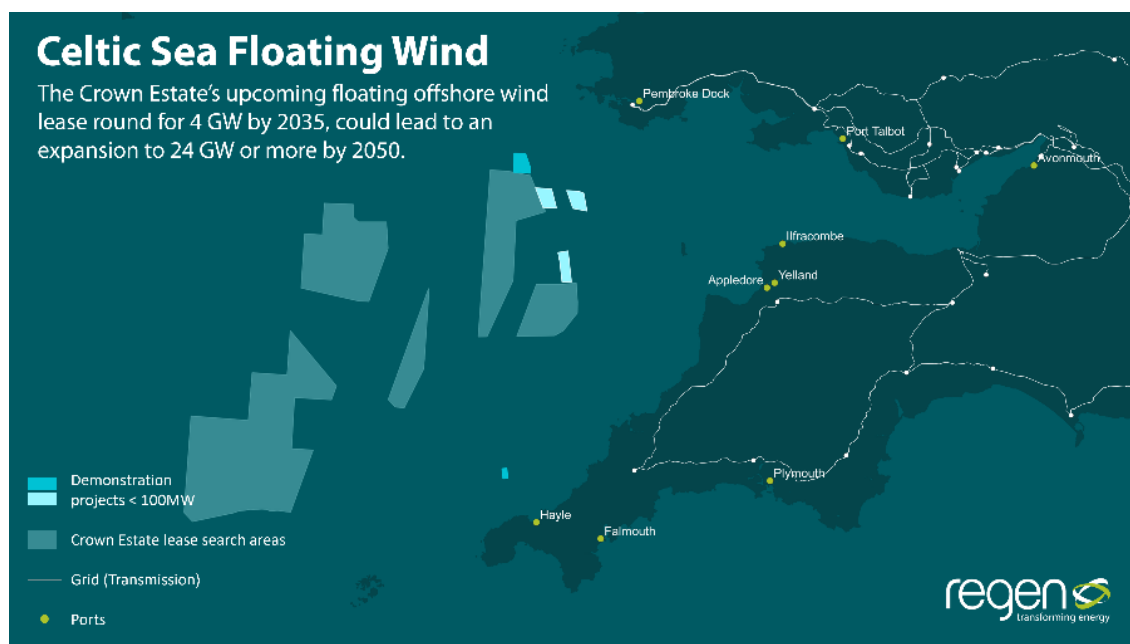 Celtic Sea Floating Wind
The Crown Estate’s upcoming floating offshore wind
lease round for 4 GW by 2035, could lead to an
expansion to 24 GW or more by 2050.
Pembroke Dock
Port Talbot
Avonmouth
Ilfracombe
Appledore
Yelland
Plymouth
Hayle
Falmouth
Demonstration
projects < 100MW
Crown Estate lease search areas
Grid (Transmission)
Ports
regen
transforming energy